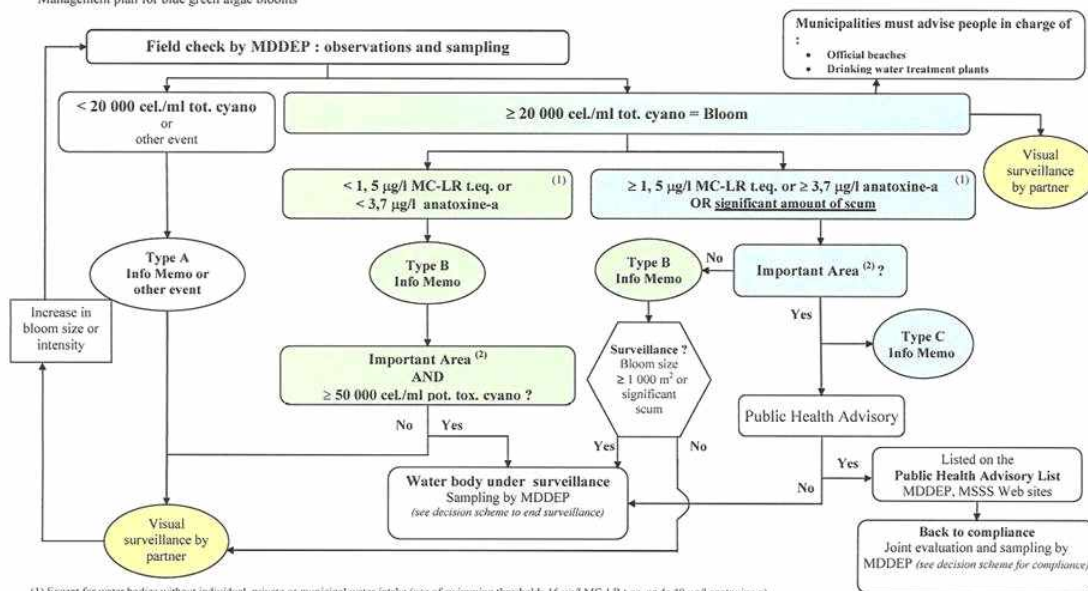 Management plan for blue green algae blooms
Field check by MDDEP : observations and sampling
Municipalities must advise people in charge of
:
• Official beaches
• Drinking water treatment plants
< 20 000 cel./ml tot. cyano
or
other event
≥ 20 000 cel./ml tot. cyano = Bloom
Visual
surveillance
by partner
< 1, 5 µg/l MC-LR t.eq. or (1)
< 3,7 µg/l anatoxine-a
≥ 1, 5 µg/l MC-LR t.eq. or ≥ 3,7 µg/l anatoxine-a (1)
OR significant amount of scum
Type A
Info Memo or
other event
Type B
Info Memo
Type B
Info Memo
No
Important Area (2) ?
Yes
Increase in
bloom size or
intensity
Type C
Info Memo
Important Area (2)
AND
≥ 50 000 cel./ml pot. tox. cyano ?
Surveillance ?
Bloom size
≥ 1 000 m² or
significant
scum
Public Health Advisory
No Yes
Yes No
Yes
No
Listed on the
Public Health Advisory List
MDDEP, MSSS Web sites
Water body under surveillance
Sampling by MDDEP
(see decision scheme to end surveillance)
Visual
surveillance by
partner
Back to compliance
Joint evaluation and sampling by
MDDEP (see decision scheme for compliance)